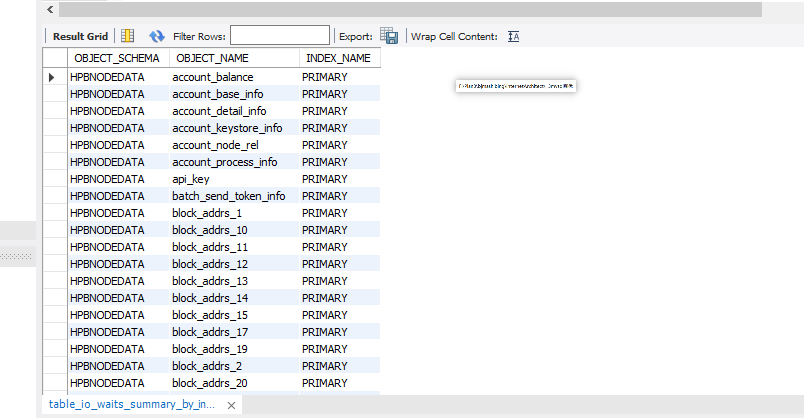 Result Grid Filter Rows: Export: Wrap Cell Content:
OBJECT_SCHEMA OBJECT_NAME INDEX_NAME
HPBNODEDATA account_balance PRIMARY
HPBNODEDATA account_base_info PRIMARY
HPBNODEDATA account_detail_info PRIMARY
HPBNODEDATA account_keystore_info PRIMARY
HPBNODEDATA account_node_rel PRIMARY
HPBNODEDATA account_process_info PRIMARY
HPBNODEDATA api_key PRIMARY
HPBNODEDATA batch_send_token_info PRIMARY
HPBNODEDATA block_addrs_1 PRIMARY
HPBNODEDATA block_addrs_10 PRIMARY
HPBNODEDATA block_addrs_11 PRIMARY
HPBNODEDATA block_addrs_12 PRIMARY
HPBNODEDATA block_addrs_13 PRIMARY
HPBNODEDATA block_addrs_14 PRIMARY
HPBNODEDATA block_addrs_15 PRIMARY
HPBNODEDATA block_addrs_17 PRIMARY
HPBNODEDATA block_addrs_19 PRIMARY
HPBNODEDATA block_addrs_2 PRIMARY
HPBNODEDATA block_addrs_20 PRIMARY
table_io_waits_summary_by_in...